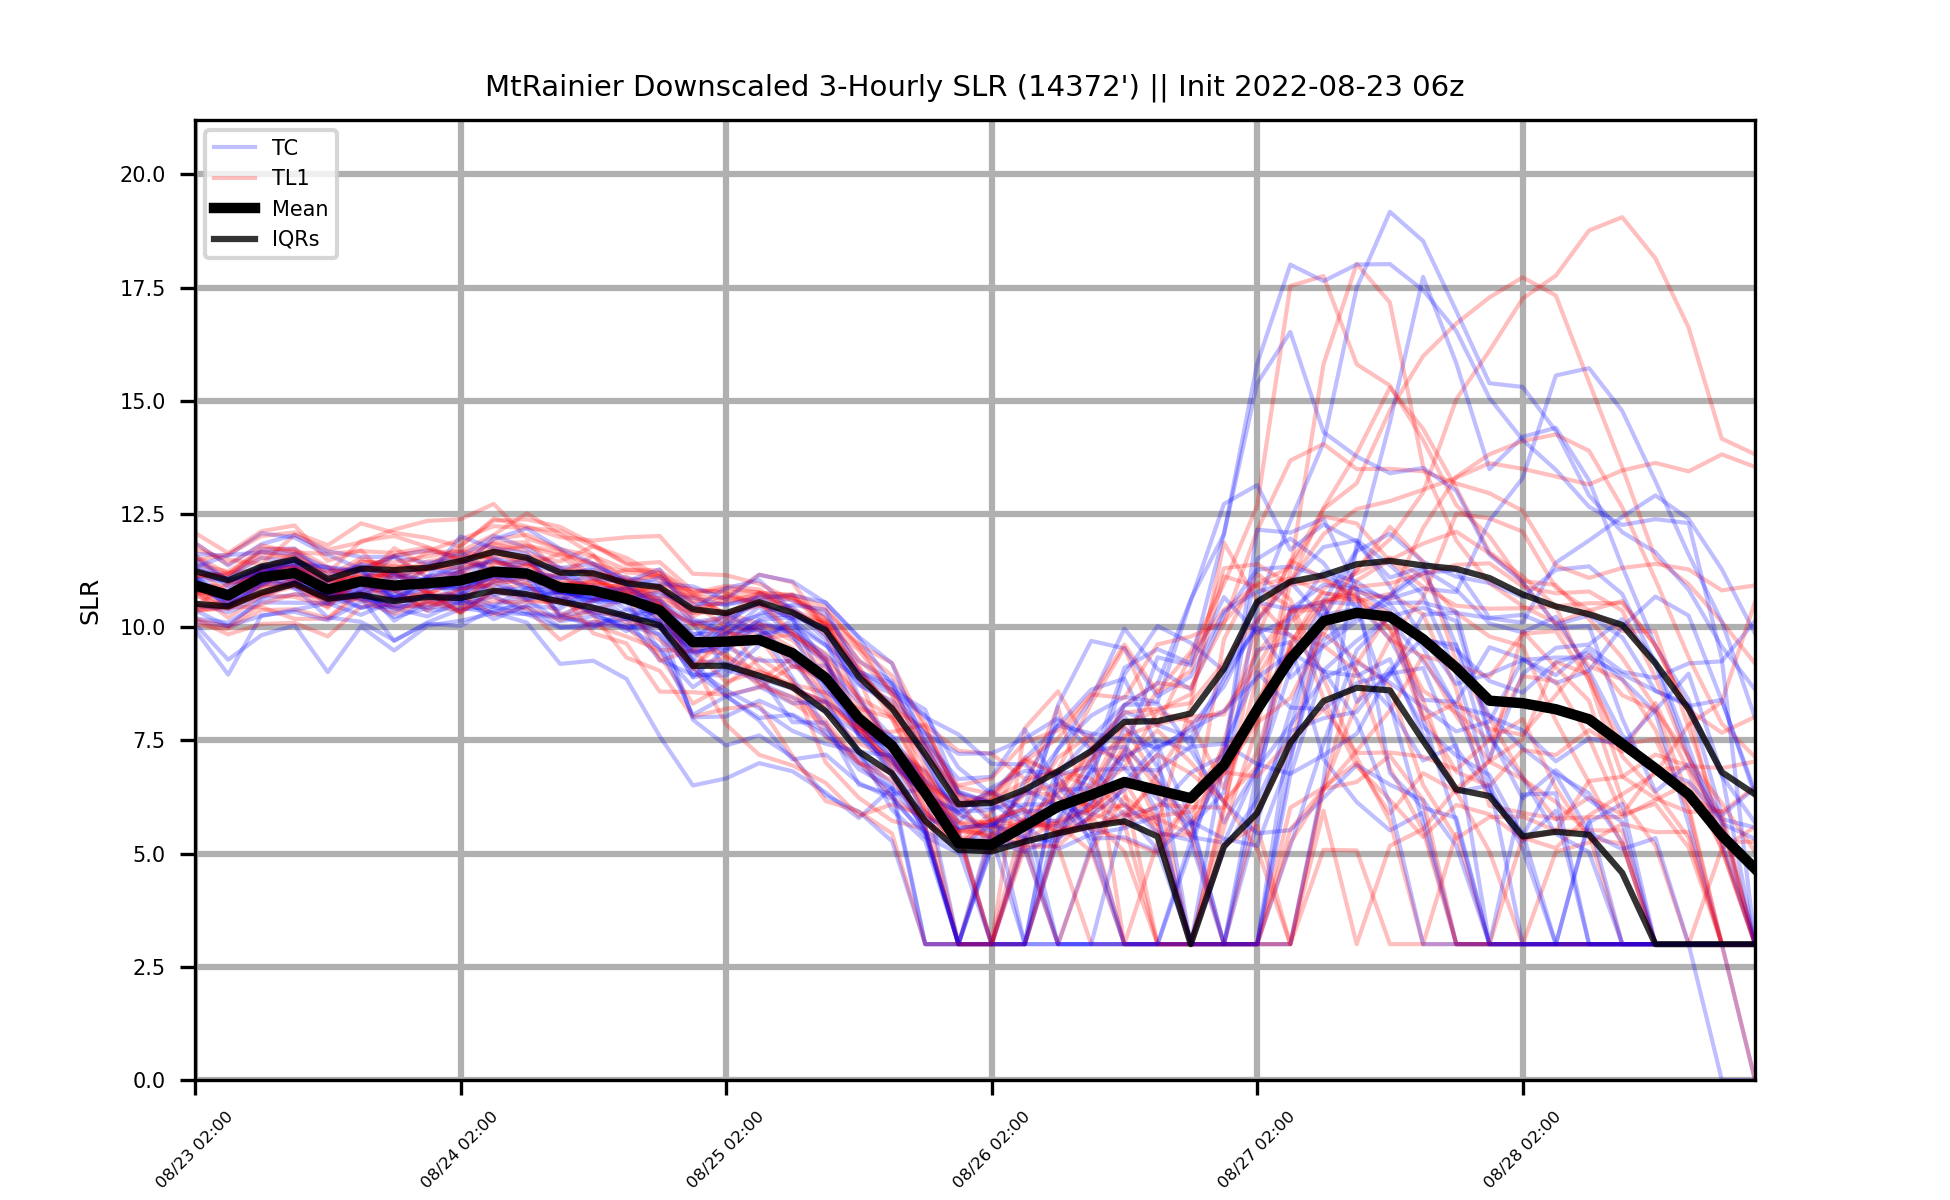 MtRainier Downscaled 3-Hourly SLR (14372') || Init 2022-08-23 06z
TC
TL1
Mean
IQRs
SLR
20.0
17.5
15.0
12.5
10.0
7.5
5.0
2.5
0.0
08/23 02:00
08/24 02:00
08/25 02:00
08/26 02:00
08/27 02:00
08/28 02:00